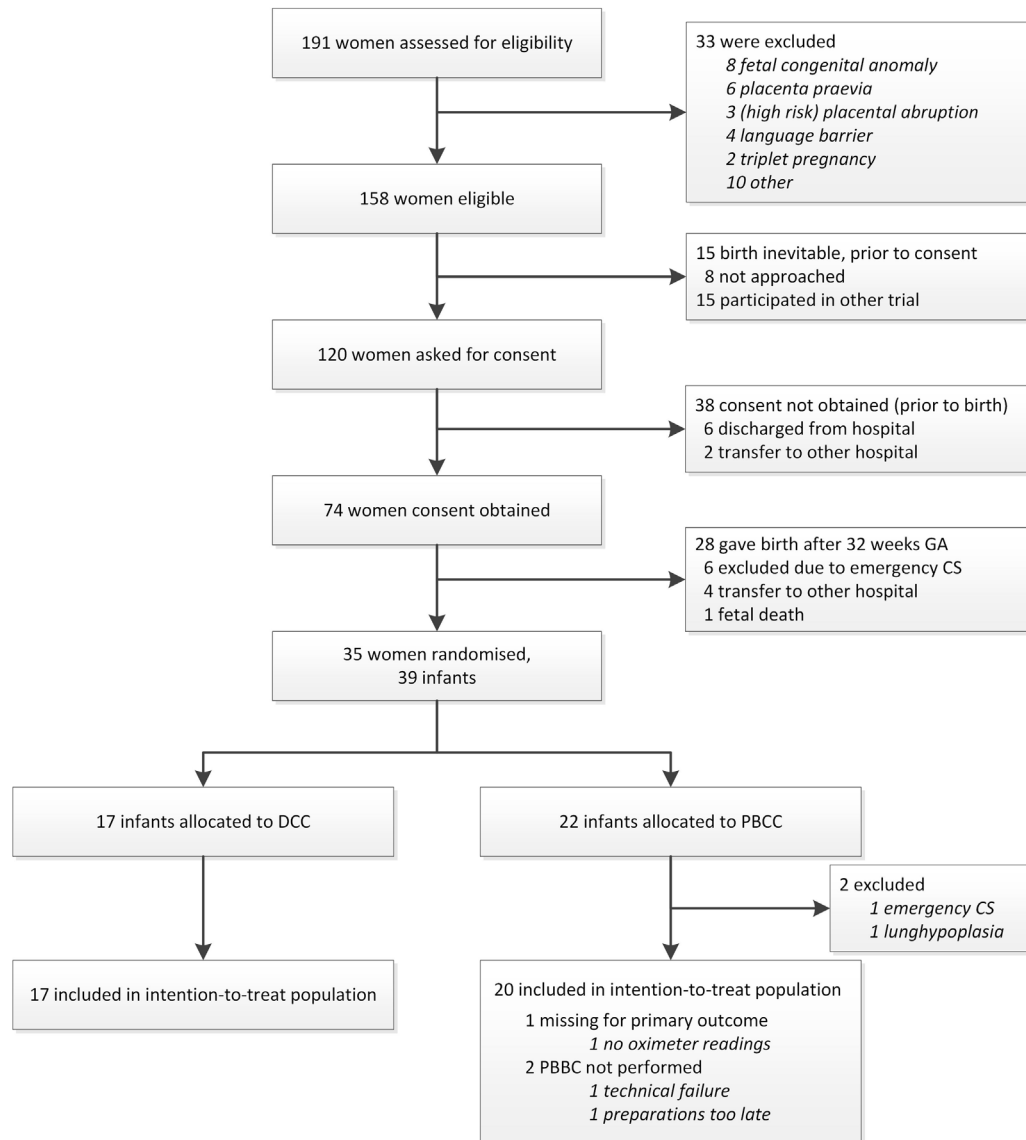 191 women assessed for eligibility
33 were excluded
8 fetal congenital anomaly
6 placenta praevia
3 (high risk) placental abruption
4 language barrier
2 triplet pregnancy
10 other
158 women eligible
15 birth inevitable, prior to consent
8 not approached
15 participated in other trial
120 women asked for consent
38 consent not obtained (prior to birth)
6 discharged from hospital
2 transfer to other hospital
74 women consent obtained
28 gave birth after 32 weeks GA
6 excluded due to emergency CS
4 transfer to other hospital
1 fetal death
35 women randomised,
39 infants
17 infants allocated to DCC
22 infants allocated to PBCC
2 excluded
1 emergency CS
1 lunghypoplasia
17 included in intention-to-treat population
20 included in intention-to-treat population
1 missing for primary outcome
1 no oximeter readings
2 PBBC not performed
1 technical failure
1 preparations too late